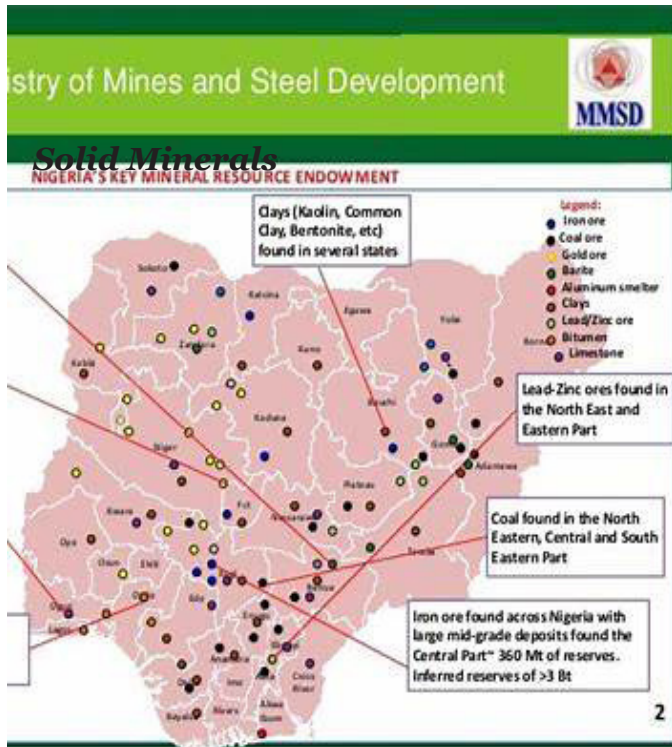 istry of Mines and Steel Development
MMSD
Solid Minerals
NIGERIA'S KEY MINERAL RESOURCE ENDOWMENT
Clays (Kaolin, Common
Clay, Bentonite, etc)
found in several states
Legend:
Iron ore
Coal ore
Gold ore
Barite
Aluminum smelter
Clays
Lead/Zinc ore
Bitumen
Limestone
Sokoto
Katsina
Jigawa
Yobe
Zamfara
Kano
Kebbi
Kaduna
Bauchi
Gombe
Adamawa
Niger
Plateau
Lead-Zinc ores found in
the North East and
Eastern Part
Kwara
Fct
Nassarawa
Oyo
Taraba
Coal found in the North
Eastern, Central and South
Eastern Part
Osun
Ekiti
Ogun
Ondo
Edo
Benue
Lagos
Enugu
Anambra
Imo
Cross
River
Akwa
Ibom
Rivers
Bayelsa
Iron ore found across Nigeria with
large mid-grade deposits found the
Central Part~ 360 Mt of reserves.
Inferred reserves of >3 Bt
2